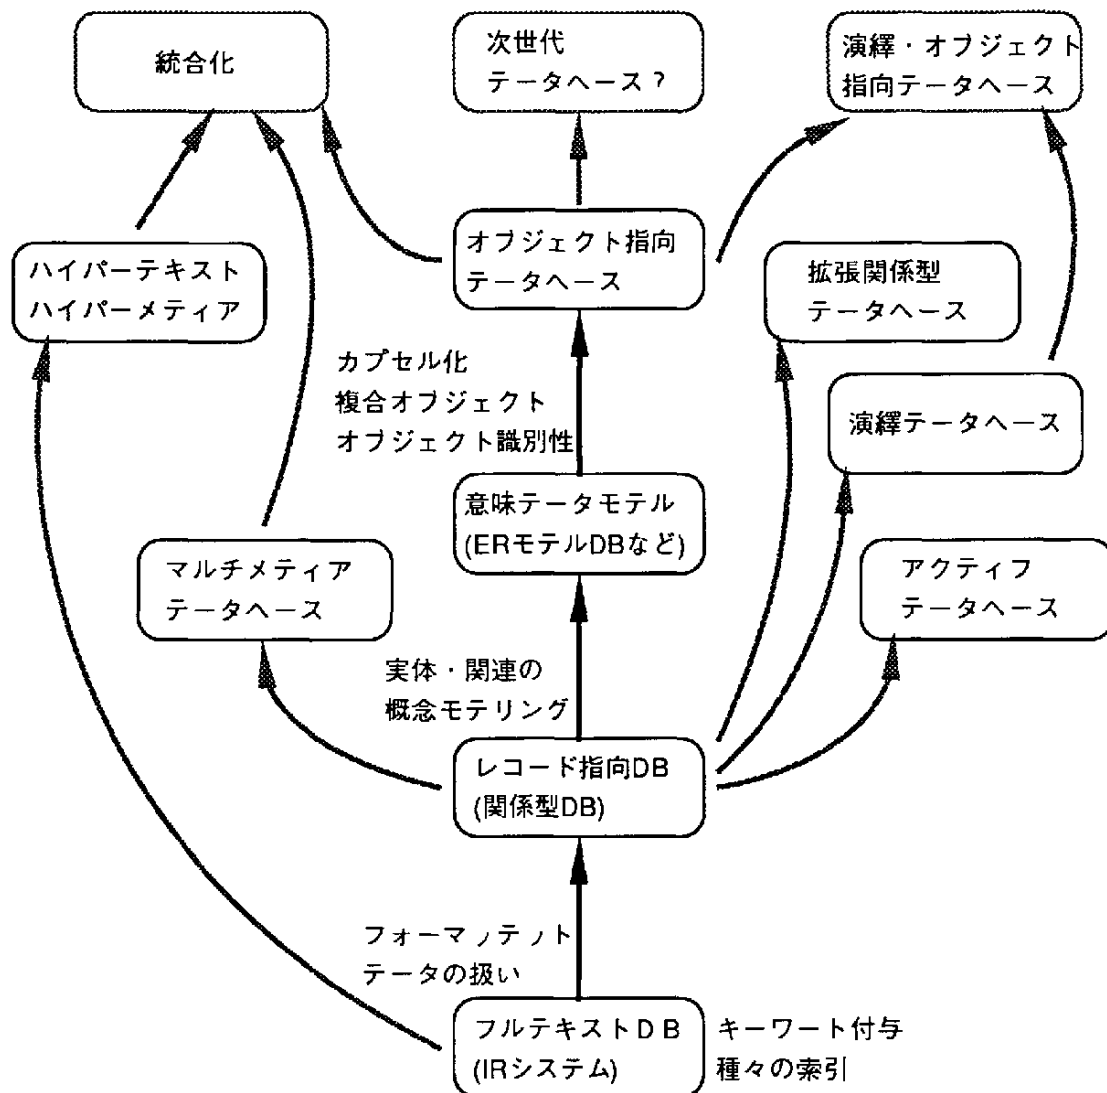 統合化
次世代
テータヘース?
演繹・オブジェクト
指向テータベース
オブジェクト指向
テータヘース
ハイパーテキスト
ハイパーメティア
拡張関係型
テータベース
カプセル化
複合オブジェクト
オブジェクト識別性
演繹テータヘース
意味テータモテル
(ERモテルDBなど)
マルチメティア
テータヘース
アクティフ
テータヘース
実体・関連の
概念モテリング
レコード指向DB
(関係型DB)
フォーマッテット
テータの扱い
フルテキストDB
(IRシステム)
キーワート付与
種々の索引